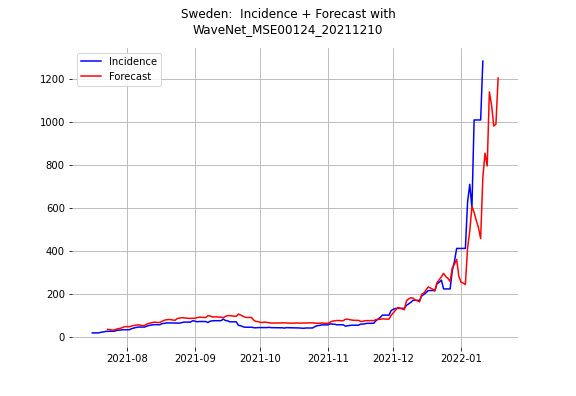 Sweden:  Incidence + Forecast with
WaveNet_MSE00124_20211210
Incidence
Forecast
1200
1000
800
600
400
200
0
2021-08 2021-09 2021-10 2021-11 2021-12 2022-01